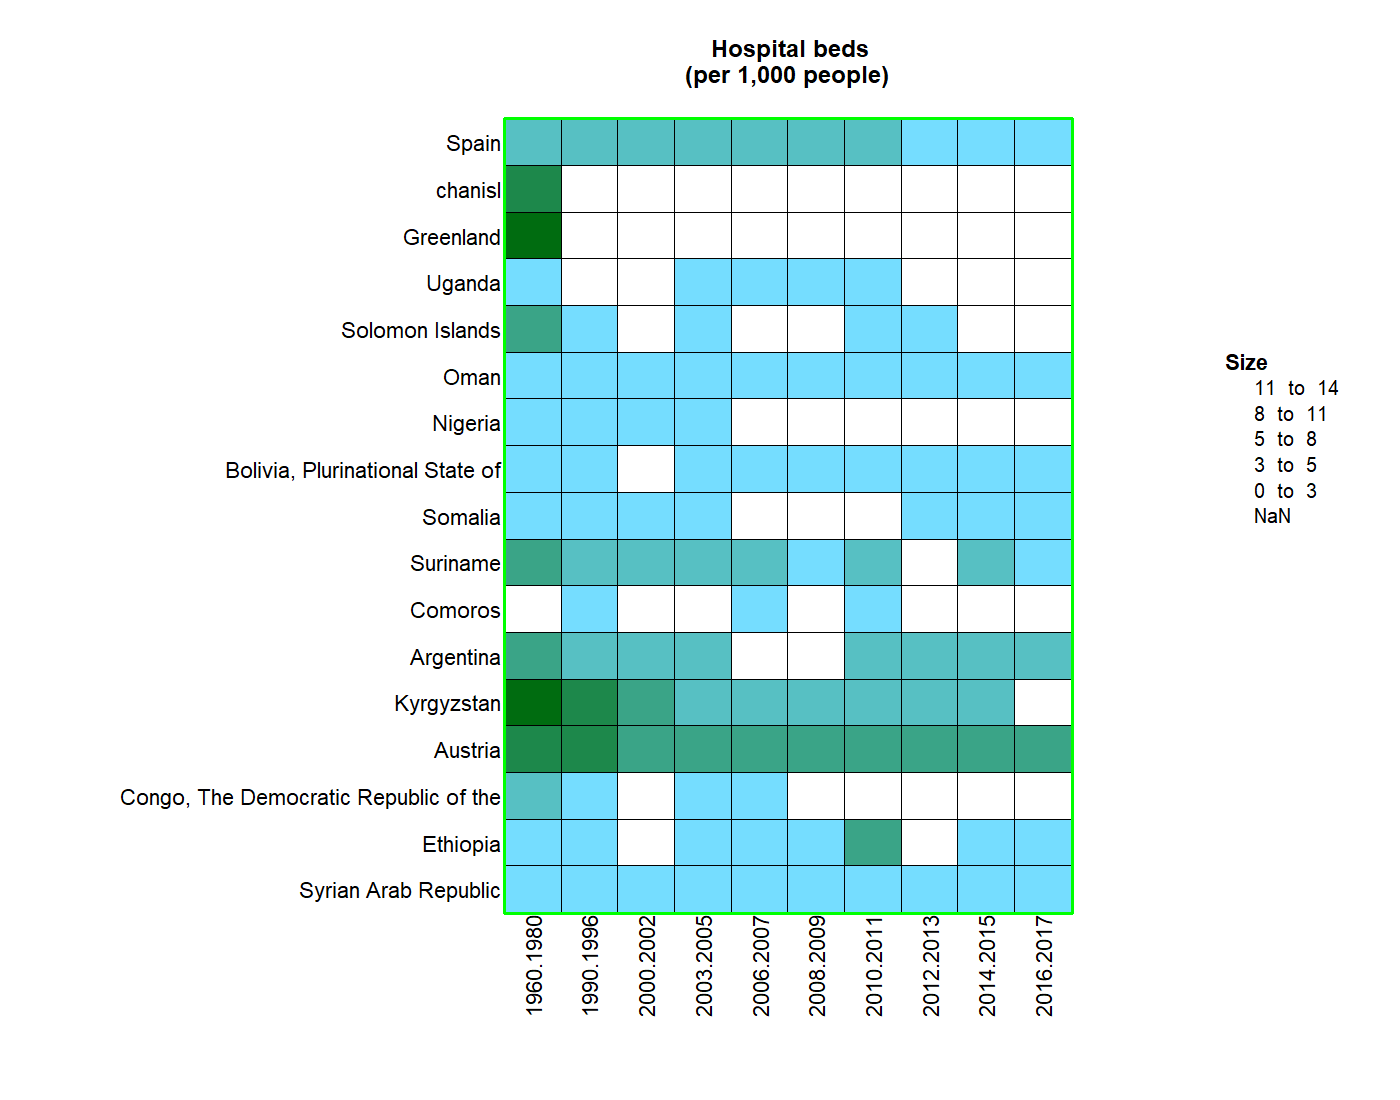 Hospital beds
(per 1,000 people)
Spain
chanisl
Greenland
Uganda
Solomon Islands
Oman
Nigeria
Bolivia, Plurinational State of
Somalia
Suriname
Comoros
Argentina
Kyrgyzstan
Austria
Congo, The Democratic Republic of the
Ethiopia
Syrian Arab Republic
1960.1980
1990.1996
2000.2002
2003.2005
2006.2007
2008.2009
2010.2011
2012.2013
2014.2015
2016.2017
Size
11 to 14
8 to 11
5 to 8
3 to 5
0 to 3
NaN